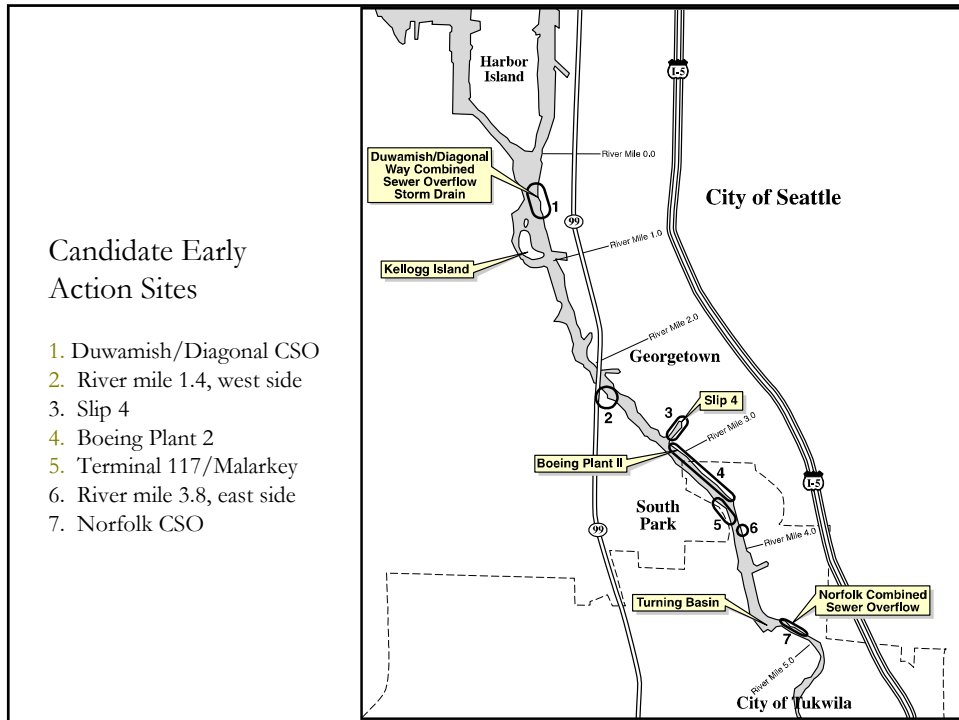 Candidate Early
Action Sites
1. Duwamish/Diagonal CSO
2. River mile 1.4, west side
3. Slip 4
4. Boeing Plant 2
5. Terminal 117/Malarkey
6. River mile 3.8, east side
7. Norfolk CSO
Harbor
Island
I-5
Duwamish/Diagonal
Way Combined
Sewer Overflow
Storm Drain
River Mile 0.0
City of Seattle
1
99
River Mile 1.0
Kellogg Island
River Mile 2.0
Georgetown
2
3
Slip 4
River Mile 3.0
Boeing Plant II
4
South
Park
5
6
I-5
99
River Mile 4.0
Turning Basin
Norfolk Combined
Sewer Overflow
7
River Mile 5.0
City of Tukwila